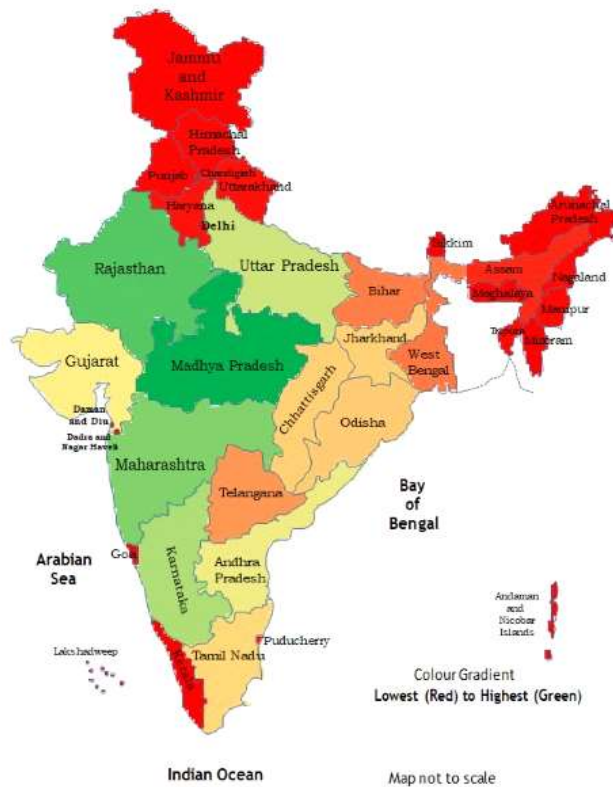 Jammu
and
Kashmir
Himachal
Pradesh
Punjab
Chandigarh
Uttarakhand
Haryana
Delhi
Arunachal
Pradesh
Sikkim
Rajasthan
Uttar Pradesh
Assam
Nagaland
Bihar
Meghalaya
Manipur
Mizoram
Gujarat
Madhya Pradesh
Jharkhand
West
Bengal
Chhattisgarh
Daman
and Diu
Dadra and
Nagar Haveli
Odisha
Maharashtra
Telangana
Bay
of
Bengal
Arabian
Sea
Goa
Karnataka
Andhra
Pradesh
Andaman
and
Nicobar
Islands
Puducherry
Lakshadweep
Kerala
Tamil Nadu
Colour Gradient
Lowest (Red) to Highest (Green)
Indian Ocean
Map not to scale